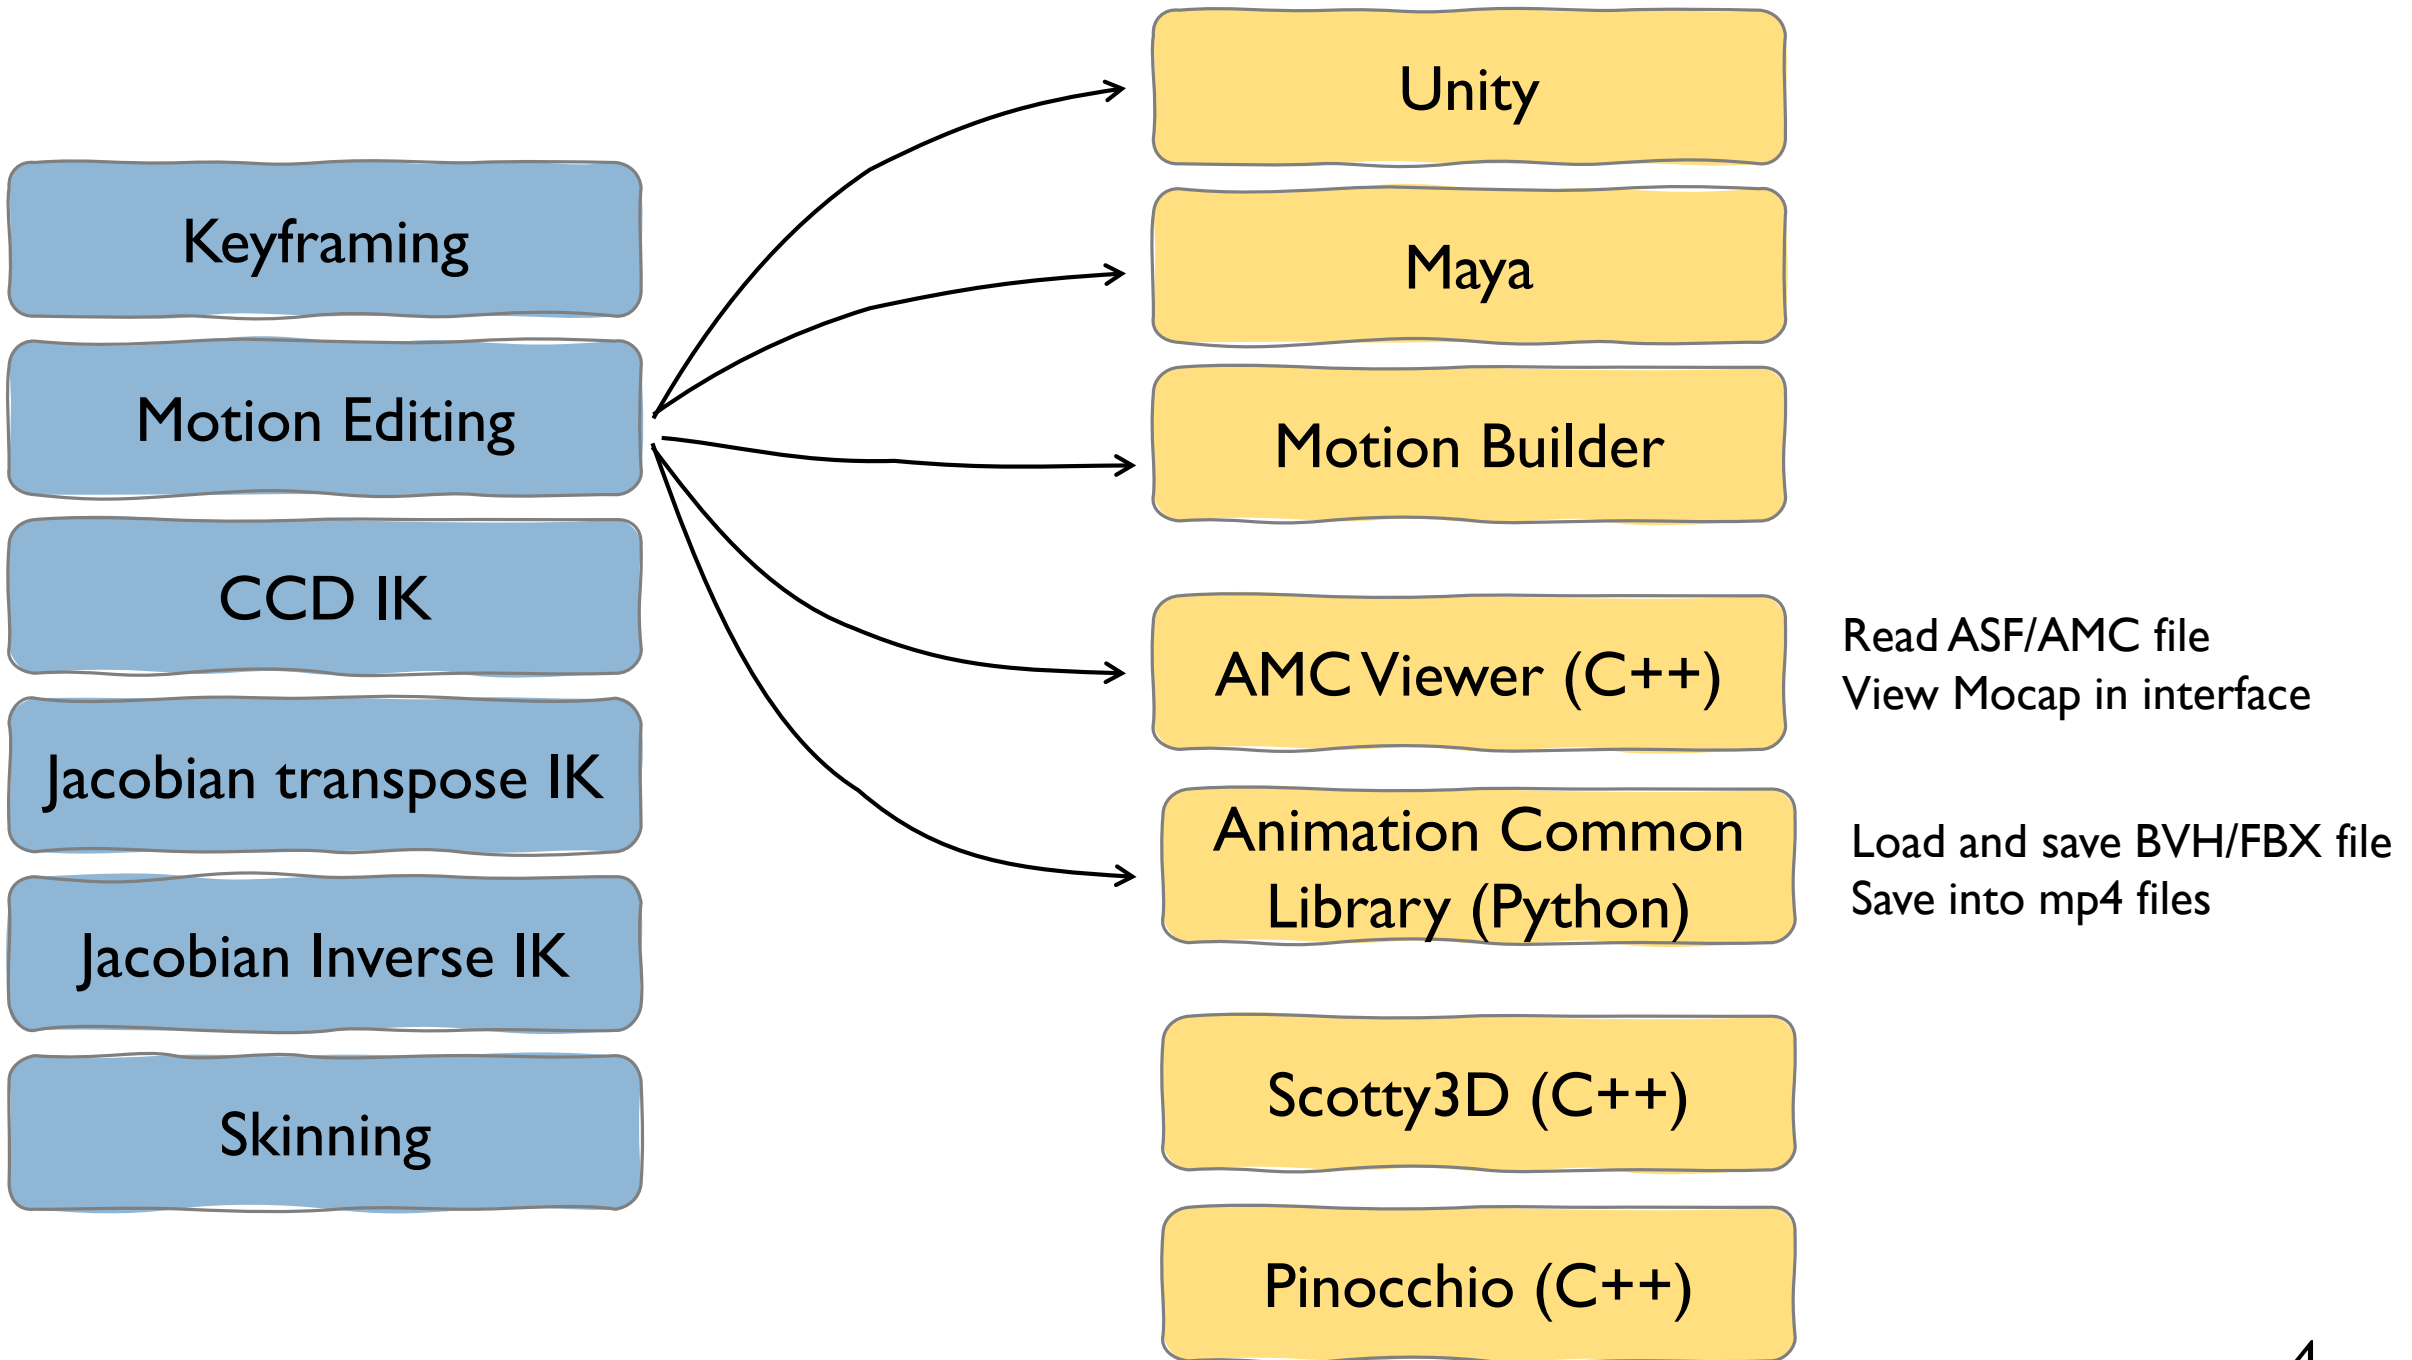 Keyframing
Motion Editing
CCD IK
Jacobian transpose IK
Jacobian Inverse IK
Skinning
Unity
Maya
Motion Builder
AMC Viewer (C++)
Read ASF/AMC file
View Mocap in interface
Animation Common
Library (Python)
Load and save BVH/FBX file
Save into mp4 files
Scotty3D (C++)
Pinocchio (C++)
4